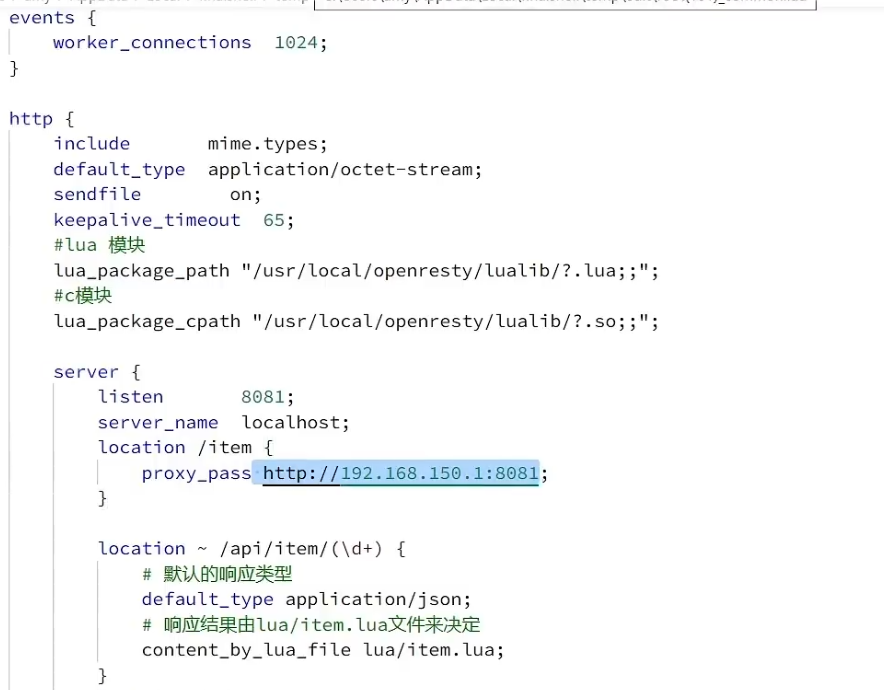 events {
    worker_connections  1024;
}
http {
    include       mime.types;
    default_type  application/octet-stream;
    sendfile        on;
    keepalive_timeout  65;
    #lua 模块
    lua_package_path "/usr/local/openresty/lualib/?.lua;;";
    #c模块
    lua_package_cpath "/usr/local/openresty/lualib/?.so;;";
    server {
        listen       8081;
        server_name  localhost;
        location /item {
            proxy_pass http://192.168.150.1:8081;
        }
        location ~ /api/item/(\d+) {
            # 默认的响应类型
            default_type application/json;
            # 响应结果由lua/item.lua文件来决定
            content_by_lua_file lua/item.lua;
        }